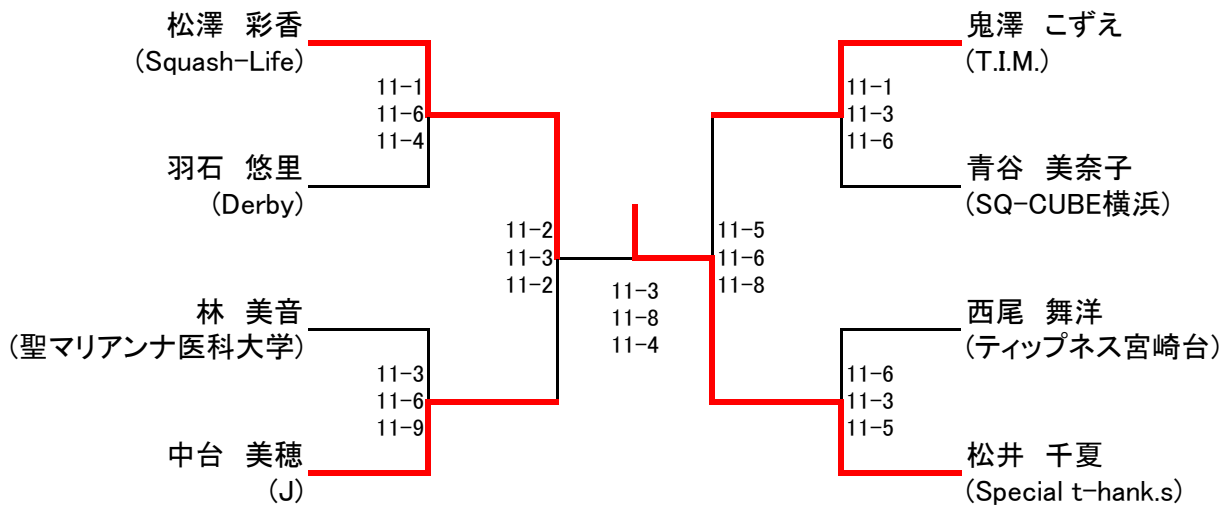 松澤　彩香
(Squash-Life)
11-1
11-6
11-4
羽石　悠里
(Derby)
11-2
11-3
11-2
林　美音
(聖マリアンナ医科大学)
11-3
11-6
11-9
中台　美穂
(J)
11-3
11-8
11-4
鬼澤　こずえ
(T.I.M.)
11-1
11-3
11-6
青谷　美奈子
(SQ-CUBE横浜)
11-5
11-6
11-8
西尾　舞洋
(ティップネス宮崎台)
11-6
11-3
11-5
松井　千夏
(Special t-hank.s)